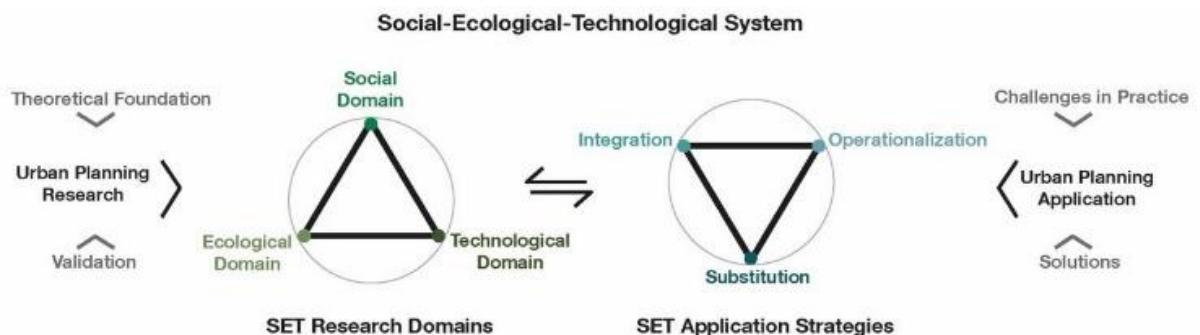 Social-Ecological-Technological System
Theoretical Foundation
Urban Planning
Research
Validation
Social
Domain
Ecological
Domain
Technological
Domain
SET Research Domains
Integration
Operationalization
Substitution
SET Application Strategies
Challenges in Practice
Urban Planning
Application
Solutions